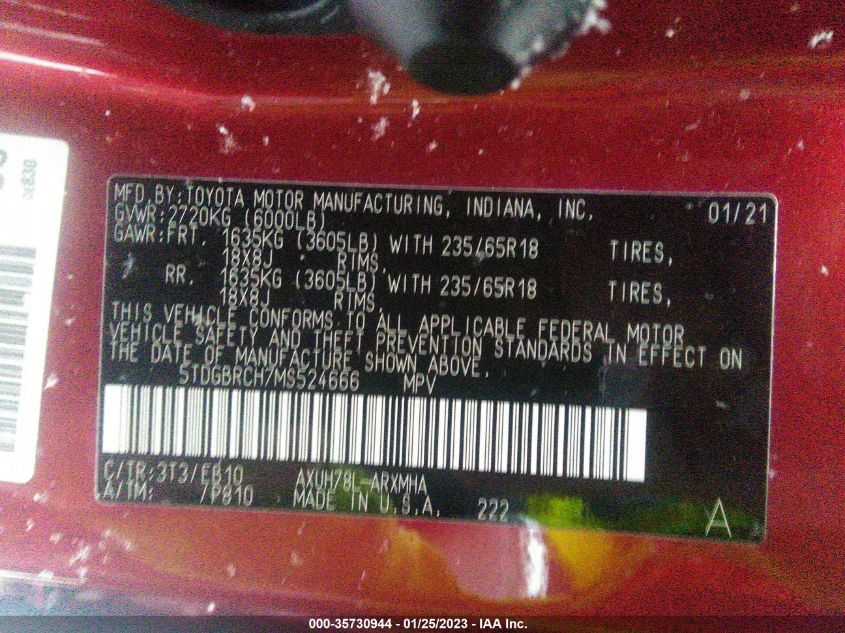 MFD.BY:TOYOTA MOTOR MANUFACTURING, INDIANA, INC. 01/21
GVWR:2720KG (6000LB)
GAWR:FRT. 1635KG (3605LB) WITH 235/65R18 TIRES,
18X8J RIMS,
RR. 1635KG (3605LB) WITH 235/65R18 TIRES,
18X8J RIMS,
THIS VEHICLE CONFORMS TO ALL APPLICABLE FEDERAL MOTOR
VEHICLE SAFETY AND THEFT PREVENTION STANDARDS IN EFFECT ON
THE DATE OF MANUFACTURE SHOWN ABOVE.
5TDGBRCH7MS524666 MPV
C/TR:3T3/EB10 AXUH78L-ARXMHA
A/TM: /P810 MADE IN U.S.A. 222 A
000-35730944 - 01/25/2023 - IAA Inc.